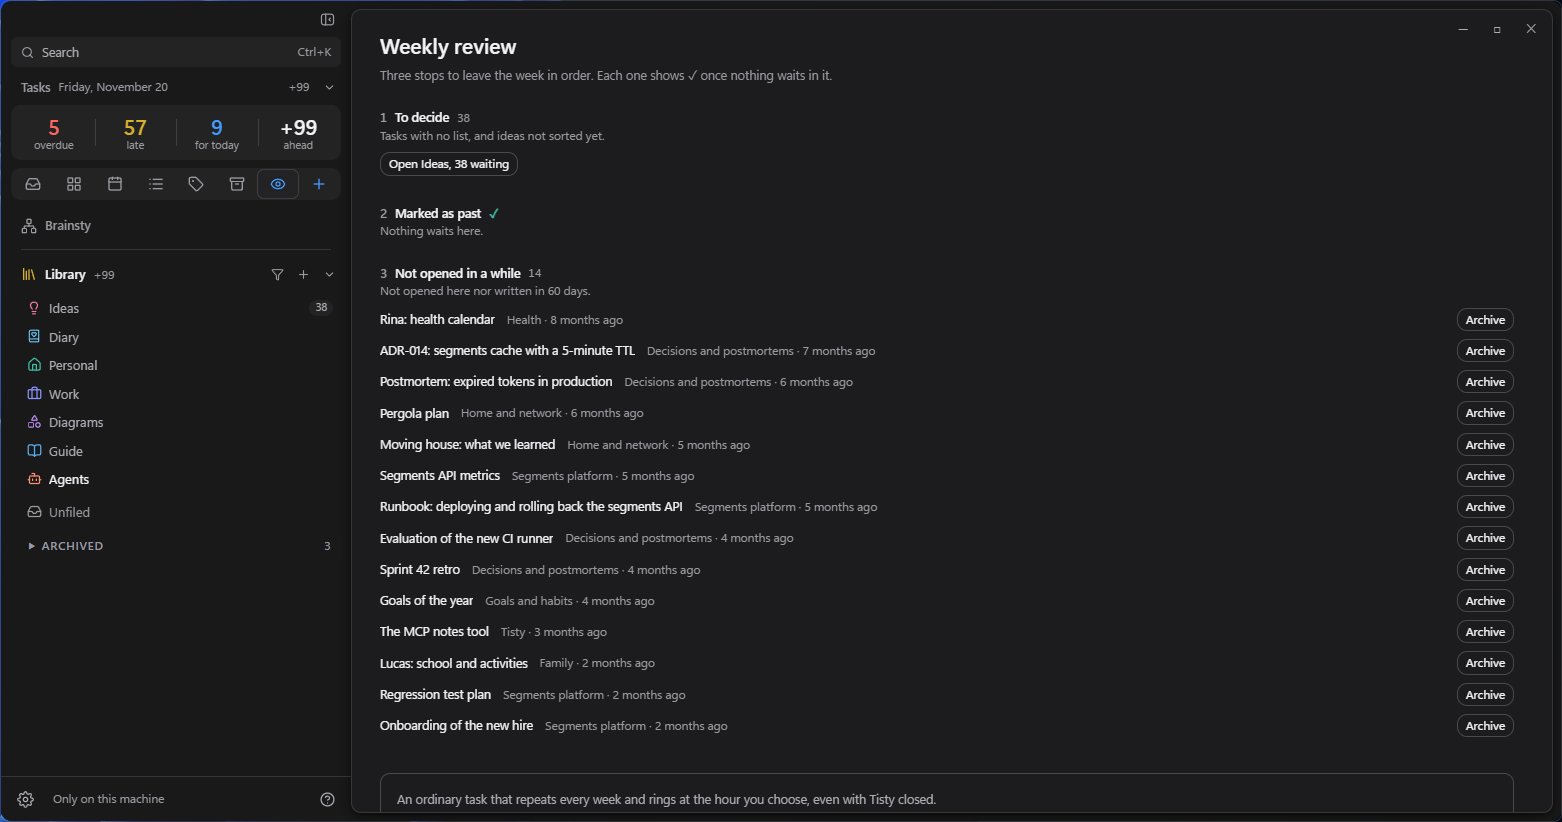 Search Ctrl+K
Tasks Friday, November 20 +99
5 57 9 +99
overdue late for today ahead
Brainsty
Library +99
Ideas 38
Diary
Personal
Work
Diagrams
Guide
Agents
Unfiled
ARCHIVED 3
Only on this machine
Weekly review
Three stops to leave the week in order. Each one shows ✓ once nothing waits in it.
1 To decide 38
Tasks with no list, and ideas not sorted yet.
Open Ideas, 38 waiting
2 Marked as past ✓
Nothing waits here.
3 Not opened in a while 14
Not opened here nor written in 60 days.
Rina: health calendar Health · 8 months ago Archive
ADR-014: segments cache with a 5-minute TTL Decisions and postmortems · 7 months ago Archive
Postmortem: expired tokens in production Decisions and postmortems · 6 months ago Archive
Pergola plan Home and network · 6 months ago Archive
Moving house: what we learned Home and network · 5 months ago Archive
Segments API metrics Segments platform · 5 months ago Archive
Runbook: deploying and rolling back the segments API Segments platform · 5 months ago Archive
Evaluation of the new CI runner Decisions and postmortems · 4 months ago Archive
Sprint 42 retro Decisions and postmortems · 4 months ago Archive
Goals of the year Goals and habits · 4 months ago Archive
The MCP notes tool Tisty · 3 months ago Archive
Lucas: school and activities Family · 2 months ago Archive
Regression test plan Segments platform · 2 months ago Archive
Onboarding of the new hire Segments platform · 2 months ago Archive
An ordinary task that repeats every week and rings at the hour you choose, even with Tisty closed.